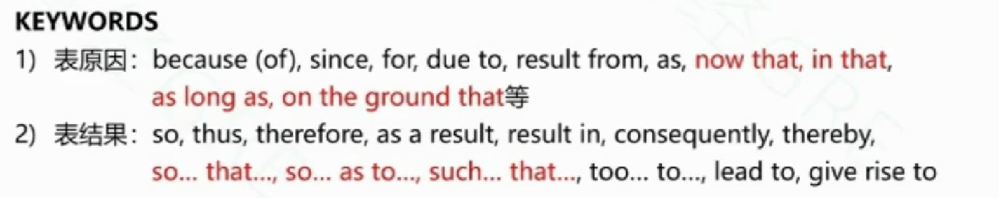 KEYWORDS
1) 表原因：because (of), since, for, due to, result from, as, now that, in that,
as long as, on the ground that等
2) 表结果：so, thus, therefore, as a result, result in, consequently, thereby,
so... that..., so... as to..., such... that..., too... to..., lead to, give rise to